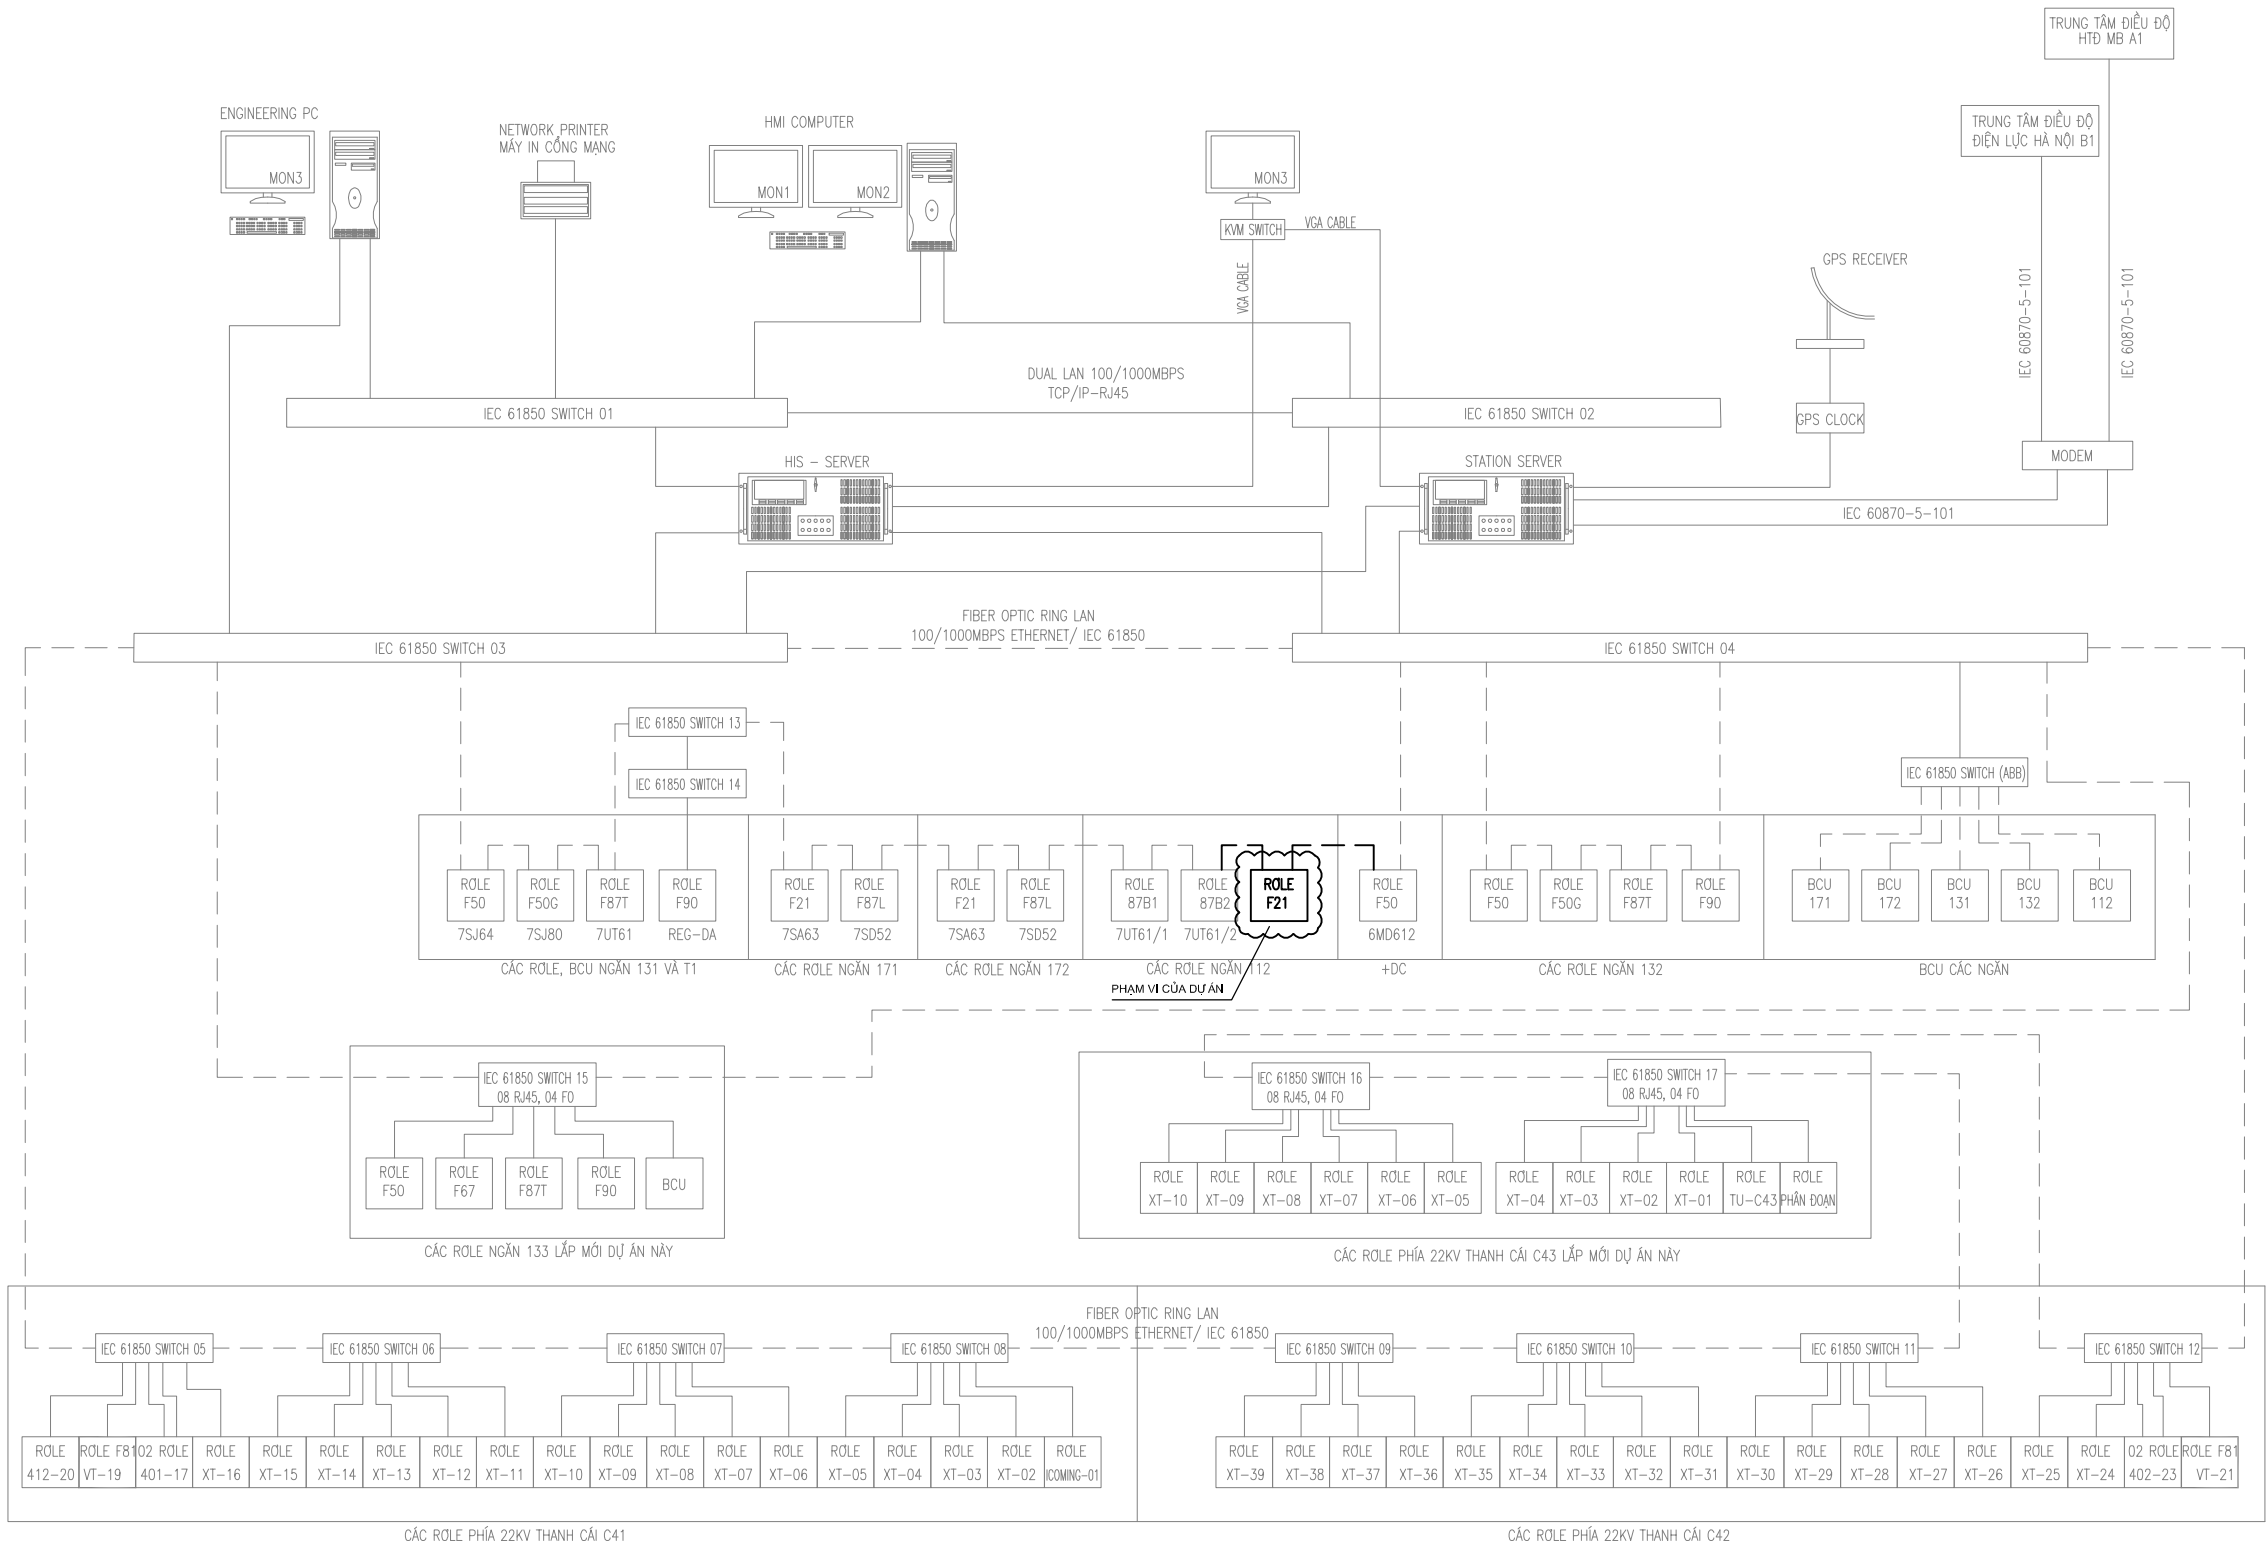 TRUNG TÂM ĐIỀU ĐỘ
HTĐ MB A1
TRUNG TÂM ĐIỀU ĐỘ
ĐIỆN LỰC HÀ NỘI B1
ENGINEERING PC
MON3
NETWORK PRINTER
MÁY IN CỔNG MẠNG
HMI COMPUTER
MON1
MON2
MON3
KVM SWITCH
VGA CABLE
VGA CABLE
GPS RECEIVER
IEC 60870-5-101
IEC 60870-5-101
DUAL LAN 100/1000MBPS
TCP/IP-RJ45
IEC 61850 SWITCH 01
IEC 61850 SWITCH 02
GPS CLOCK
MODEM
HIS - SERVER
STATION SERVER
IEC 60870-5-101
FIBER OPTIC RING LAN
100/1000MBPS ETHERNET/ IEC 61850
IEC 61850 SWITCH 03
IEC 61850 SWITCH 04
IEC 61850 SWITCH 13
IEC 61850 SWITCH 14
IEC 61850 SWITCH (ABB)
RƠLE
F50
7SJ64
RƠLE
F50G
7SJ80
RƠLE
F87T
7UT61
RƠLE
F90
REG-DA
RƠLE
F21
7SA63
RƠLE
F87L
7SD52
RƠLE
F21
7SA63
RƠLE
F87L
7SD52
RƠLE
87B1
7UT61/1
RƠLE
87B2
7UT61/2
RƠLE
F21
RƠLE
F50
6MD612
RƠLE
F50
RƠLE
F50G
RƠLE
F87T
RƠLE
F90
BCU
171
BCU
172
BCU
131
BCU
132
BCU
112
CÁC RƠLE, BCU NGĂN 131 VÀ T1
CÁC RƠLE NGĂN 171
CÁC RƠLE NGĂN 172
CÁC RƠLE NGĂN 112
+DC
CÁC RƠLE NGĂN 132
BCU CÁC NGĂN
PHẠM VI CỦA DỰ ÁN
IEC 61850 SWITCH 15
08 RJ45, 04 FO
RƠLE
F50
RƠLE
F67
RƠLE
F87T
RƠLE
F90
BCU
CÁC RƠLE NGĂN 133 LẮP MỚI DỰ ÁN NÀY
IEC 61850 SWITCH 16
08 RJ45, 04 FO
IEC 61850 SWITCH 17
08 RJ45, 04 FO
RƠLE
XT-10
RƠLE
XT-09
RƠLE
XT-08
RƠLE
XT-07
RƠLE
XT-06
RƠLE
XT-05
RƠLE
XT-04
RƠLE
XT-03
RƠLE
XT-02
RƠLE
XT-01
RƠLE
TU-C43
RƠLE
PHÂN ĐOẠN
CÁC RƠLE PHÍA 22KV THANH CÁI C43 LẮP MỚI DỰ ÁN NÀY
FIBER OPTIC RING LAN
100/1000MBPS ETHERNET/ IEC 61850
IEC 61850 SWITCH 05
IEC 61850 SWITCH 06
IEC 61850 SWITCH 07
IEC 61850 SWITCH 08
IEC 61850 SWITCH 09
IEC 61850 SWITCH 10
IEC 61850 SWITCH 11
IEC 61850 SWITCH 12
RƠLE
412-20
RƠLE F81
VT-19
02 RƠLE
401-17
RƠLE
XT-16
RƠLE
XT-15
RƠLE
XT-14
RƠLE
XT-13
RƠLE
XT-12
RƠLE
XT-11
RƠLE
XT-10
RƠLE
XT-09
RƠLE
XT-08
RƠLE
XT-07
RƠLE
XT-06
RƠLE
XT-05
RƠLE
XT-04
RƠLE
XT-03
RƠLE
XT-02
RƠLE
ICOMING-01
RƠLE
XT-39
RƠLE
XT-38
RƠLE
XT-37
RƠLE
XT-36
RƠLE
XT-35
RƠLE
XT-34
RƠLE
XT-33
RƠLE
XT-32
RƠLE
XT-31
RƠLE
XT-30
RƠLE
XT-29
RƠLE
XT-28
RƠLE
XT-27
RƠLE
XT-26
RƠLE
XT-25
RƠLE
XT-24
02 RƠLE
402-23
RƠLE F81
VT-21
CÁC RƠLE PHÍA 22KV THANH CÁI C41
CÁC RƠLE PHÍA 22KV THANH CÁI C42